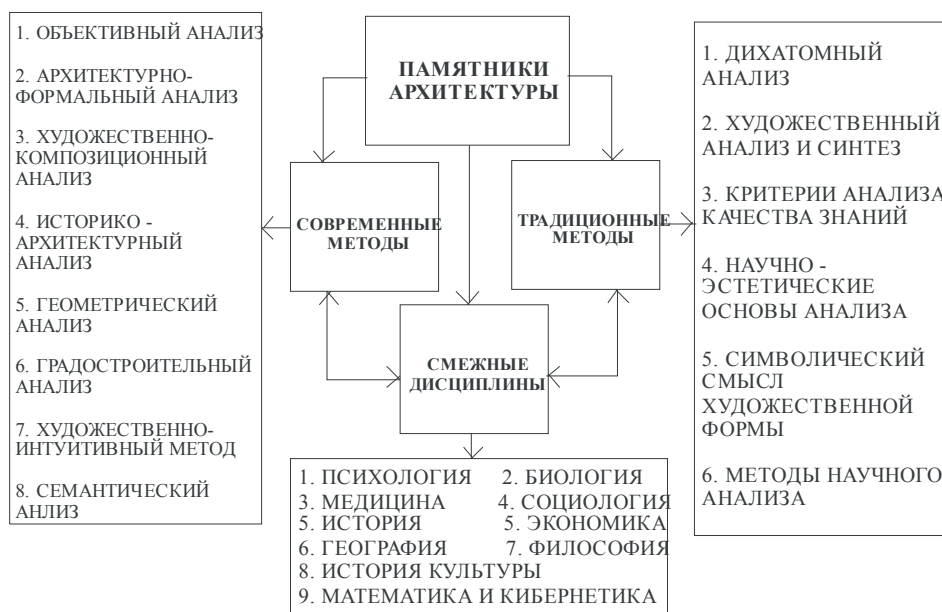 1. ОБЪЕКТИВНЫЙ АНАЛИЗ
2. АРХИТЕКТУРНО-
ФОРМАЛЬНЫЙ АНАЛИЗ
3. ХУДОЖЕСТВЕННО-
КОМПОЗИЦИОННЫЙ
АНАЛИЗ
4. ИСТОРИКО -
АРХИТЕКТУРНЫЙ
АНАЛИЗ
5. ГЕОМЕТРИЧЕСКИЙ
АНАЛИЗ
6. ГРАДОСТРОИТЕЛЬНЫЙ
АНАЛИЗ
7. ХУДОЖЕСТВЕННО-
ИНТУИТИВНЫЙ МЕТОД
8. СЕМАНТИЧЕСКИЙ
АНЛИЗ
ПАМЯТНИКИ
АРХИТЕКТУРЫ
СОВРЕМЕННЫЕ
МЕТОДЫ
ТРАДИЦИОННЫЕ
МЕТОДЫ
СМЕЖНЫЕ
ДИСЦИПЛИНЫ
1. ПСИХОЛОГИЯ 2. БИОЛОГИЯ
3. МЕДИЦИНА 4. СОЦИОЛОГИЯ
5. ИСТОРИЯ 5. ЭКОНОМИКА
6. ГЕОГРАФИЯ 7. ФИЛОСОФИЯ
8. ИСТОРИЯ КУЛЬТУРЫ
9. МАТЕМАТИКА И КИБЕРНЕТИКА
1. ДИХАТОМНЫЙ
АНАЛИЗ
2. ХУДОЖЕСТВЕННЫЙ
АНАЛИЗ И СИНТЕЗ
3. КРИТЕРИИ АНАЛИЗА
КАЧЕСТВА ЗНАНИЙ
4. НАУЧНО -
ЭСТЕТИЧЕСКИЕ
ОСНОВЫ АНАЛИЗА
5. СИМВОЛИЧЕСКИЙ
СМЫСЛ
ХУДОЖЕСТВЕННОЙ
ФОРМЫ
6. МЕТОДЫ НАУЧНОГО
АНАЛИЗА